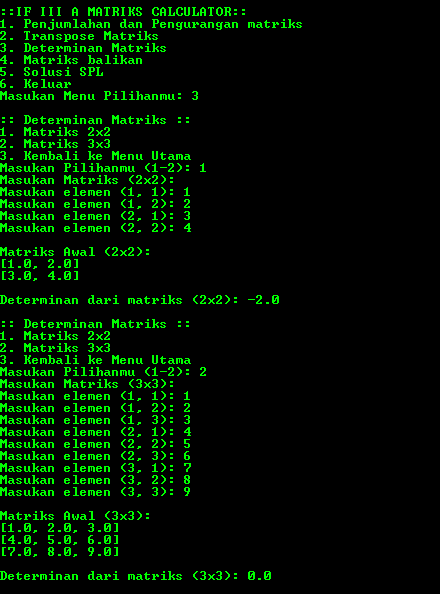 ::IF III A MATRIKS CALCULATOR::
1. Penjumlahan dan Pengurangan matriks
2. Transpose Matriks
3. Determinan Matriks
4. Matriks balikan
5. Solusi SPL
6. Keluar
Masukan Menu Pilihanmu: 3
:: Determinan Matriks ::
1. Matriks 2x2
2. Matriks 3x3
3. Kembali ke Menu Utama
Masukan Pilihanmu (1-2): 1
Masukan Matriks (2x2):
Masukan elemen (1, 1): 1
Masukan elemen (1, 2): 2
Masukan elemen (2, 1): 3
Masukan elemen (2, 2): 4
Matriks Awal (2x2):
[1.0, 2.0]
[3.0, 4.0]
Determinan dari matriks (2x2): -2.0
:: Determinan Matriks ::
1. Matriks 2x2
2. Matriks 3x3
3. Kembali ke Menu Utama
Masukan Pilihanmu (1-2): 2
Masukan Matriks (3x3):
Masukan elemen (1, 1): 1
Masukan elemen (1, 2): 2
Masukan elemen (1, 3): 3
Masukan elemen (2, 1): 4
Masukan elemen (2, 2): 5
Masukan elemen (2, 3): 6
Masukan elemen (3, 1): 7
Masukan elemen (3, 2): 8
Masukan elemen (3, 3): 9
Matriks Awal (3x3):
[1.0, 2.0, 3.0]
[4.0, 5.0, 6.0]
[7.0, 8.0, 9.0]
Determinan dari matriks (3x3): 0.0